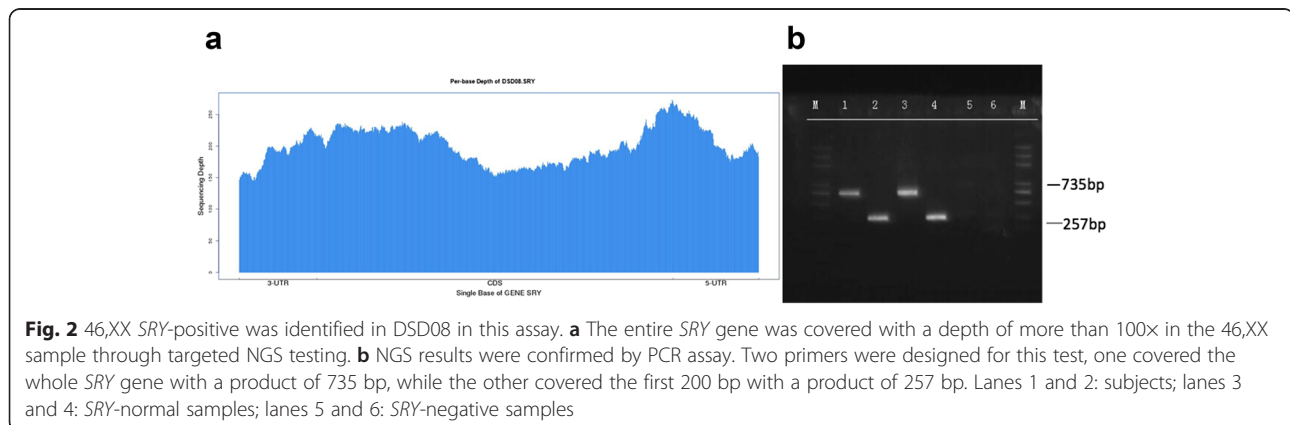 a
b
Per-base Depth of DSD08.SRY
Sequencing Depth
250
200
150
100
50
0
3-UTR CDS 5-UTR
Single Base of GENE SRY
M 1 2 3 4 5 6 M
735bp
257bp
Fig. 2 46,XX SRY-positive was identified in DSD08 in this assay. a The entire SRY gene was covered with a depth of more than 100× in the 46,XX
sample through targeted NGS testing. b NGS results were confirmed by PCR assay. Two primers were designed for this test, one covered the
whole SRY gene with a product of 735 bp, while the other covered the first 200 bp with a product of 257 bp. Lanes 1 and 2: subjects; lanes 3
and 4: SRY-normal samples; lanes 5 and 6: SRY-negative samples